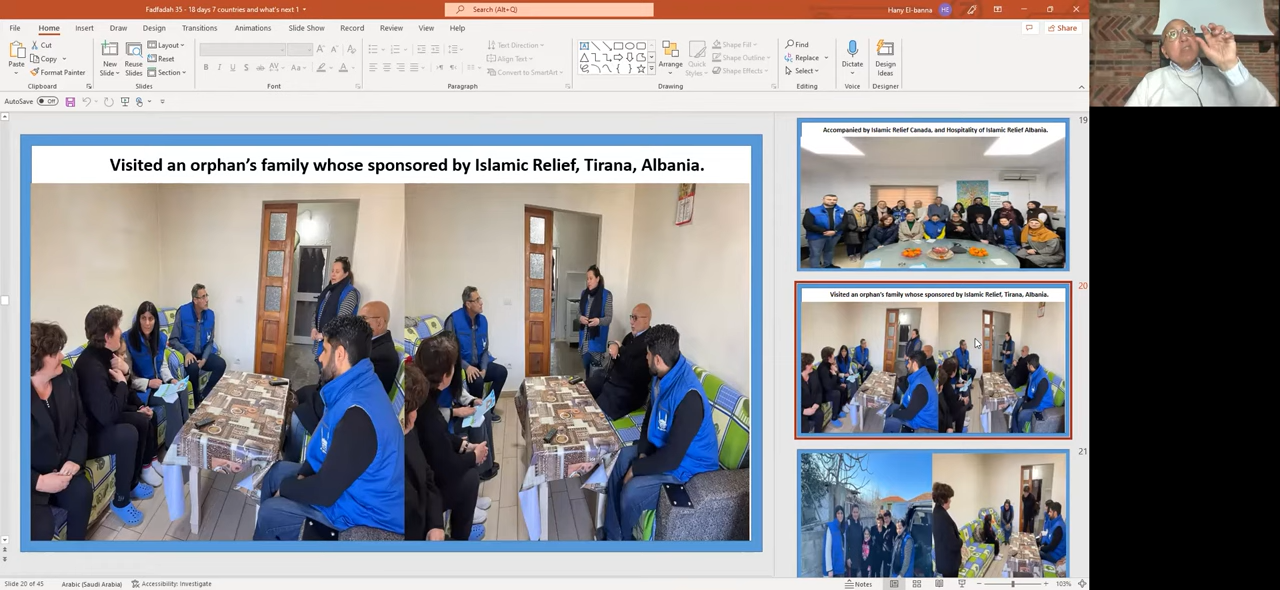 Fadfadah 35 - 18 days 7 countries and what's next 1
Search (Alt+Q)
Hany El-banna
HE
File
Home
Insert
Draw
Design
Transitions
Animations
Slide Show
Record
Review
View
Help
Share
Paste
Cut
Copy
Format Painter
Clipboard
New
Slide
Reuse
Slides
Layout
Reset
Section
Slides
Font
Paragraph
Text Direction
Align Text
Convert to SmartArt
Arrange
Quick
Styles
Shape Fill
Shape Outline
Shape Effects
Drawing
Find
Replace
Select
Editing
Dictate
Voice
Design
Ideas
Designer
AutoSave
Off
Visited an orphan's family whose sponsored by Islamic Relief, Tirana, Albania.
19
Accompanied by Islamic Relief Canada, and Hospitality of Islamic Relief Albania.
20
Visited an orphan's family whose sponsored by Islamic Relief, Tirana, Albania.
21
Slide 20 of 45
Arabic (Saudi Arabia)
Accessibility: Investigate
Notes
103%